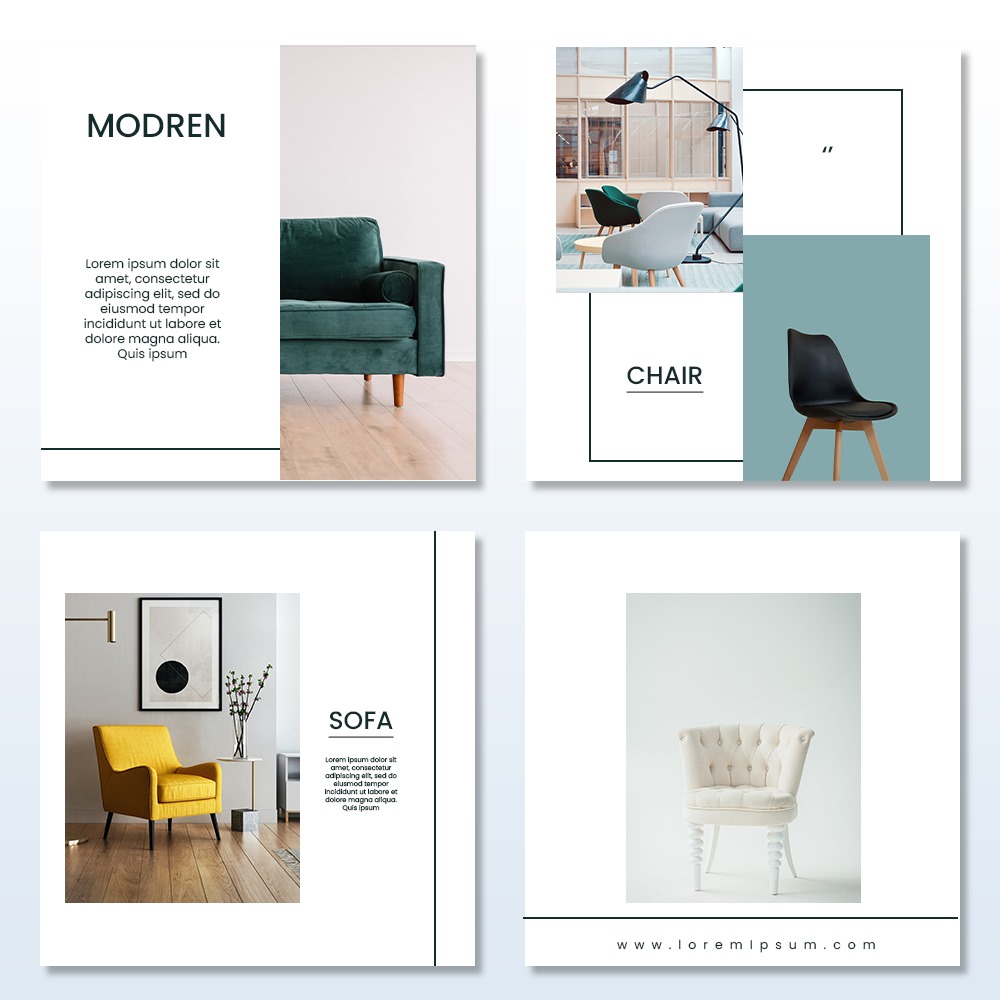 MODREN
Lorem ipsum dolor sit
amet, consectetur
adipiscing elit, sed do
eiusmod tempor
incididunt ut labore et
dolore magna aliqua.
Quis ipsum
"
CHAIR
SOFA
Lorem ipsum dolor sit
amet, consectetur
adipiscing elit, sed do
eiusmod tempor
incididunt ut labore et
dolore magna aliqua.
Quis ipsum
www.loremIpsum.com